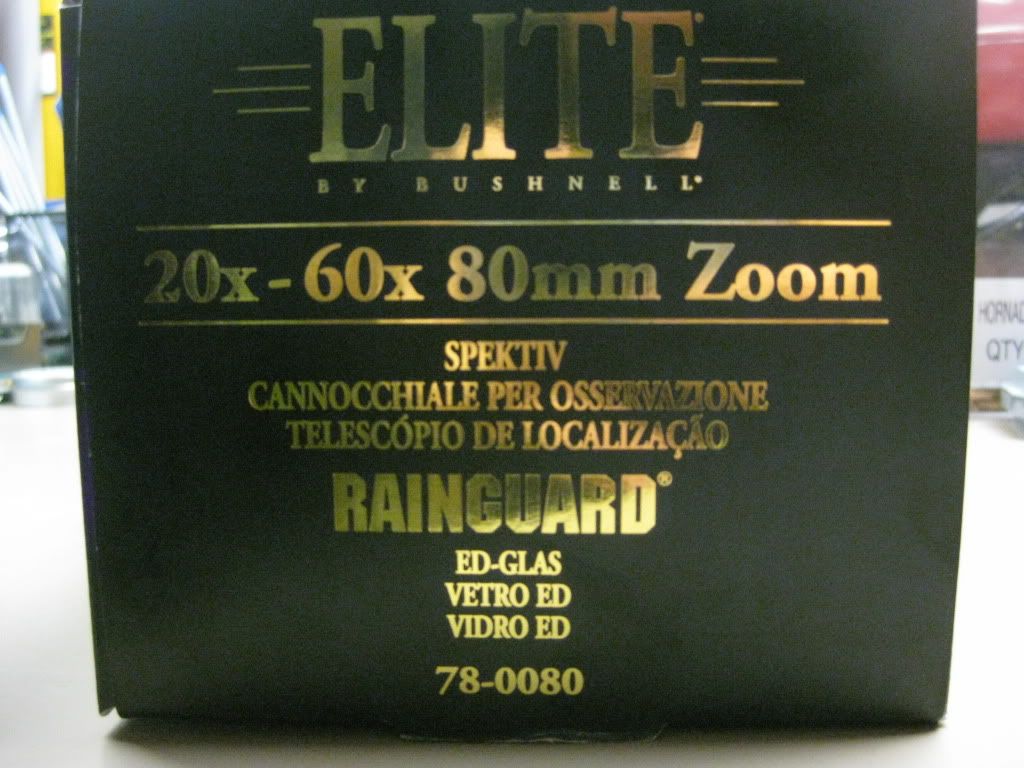 ELITE®
BY BUSHNELL®
20x - 60x 80mm Zoom
SPEKTIV
CANNOCCHIALE PER OSSERVAZIONE
TELESCÓPIO DE LOCALIZAÇÃO
RAINGUARD®
ED-GLAS
VETRO ED
VIDRO ED
78-0080
QTY